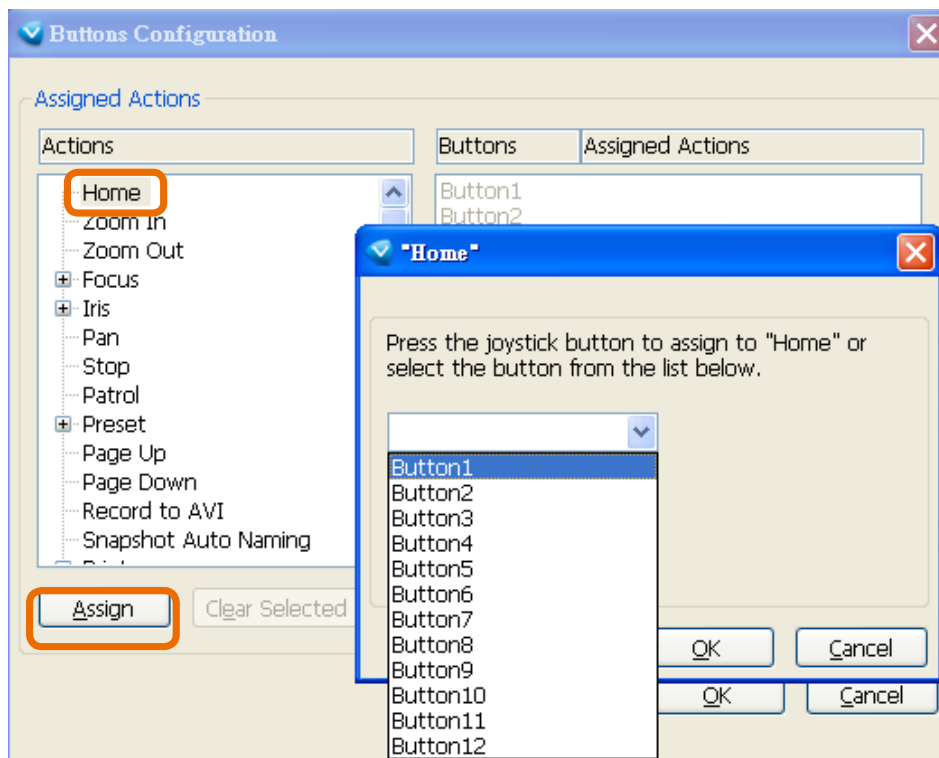 Buttons Configuration
Assigned Actions
Actions
Buttons
Assigned Actions
Home
Zoom In
Zoom Out
Focus
Iris
Pan
Stop
Patrol
Preset
Page Up
Page Down
Record to AVI
Snapshot Auto Naming
Button1
Button2
Assign
Clear Selected
"Home"
Press the joystick button to assign to "Home" or
select the button from the list below.
Button1
Button2
Button3
Button4
Button5
Button6
Button7
Button8
Button9
Button10
Button11
Button12
OK
Cancel
OK
Cancel